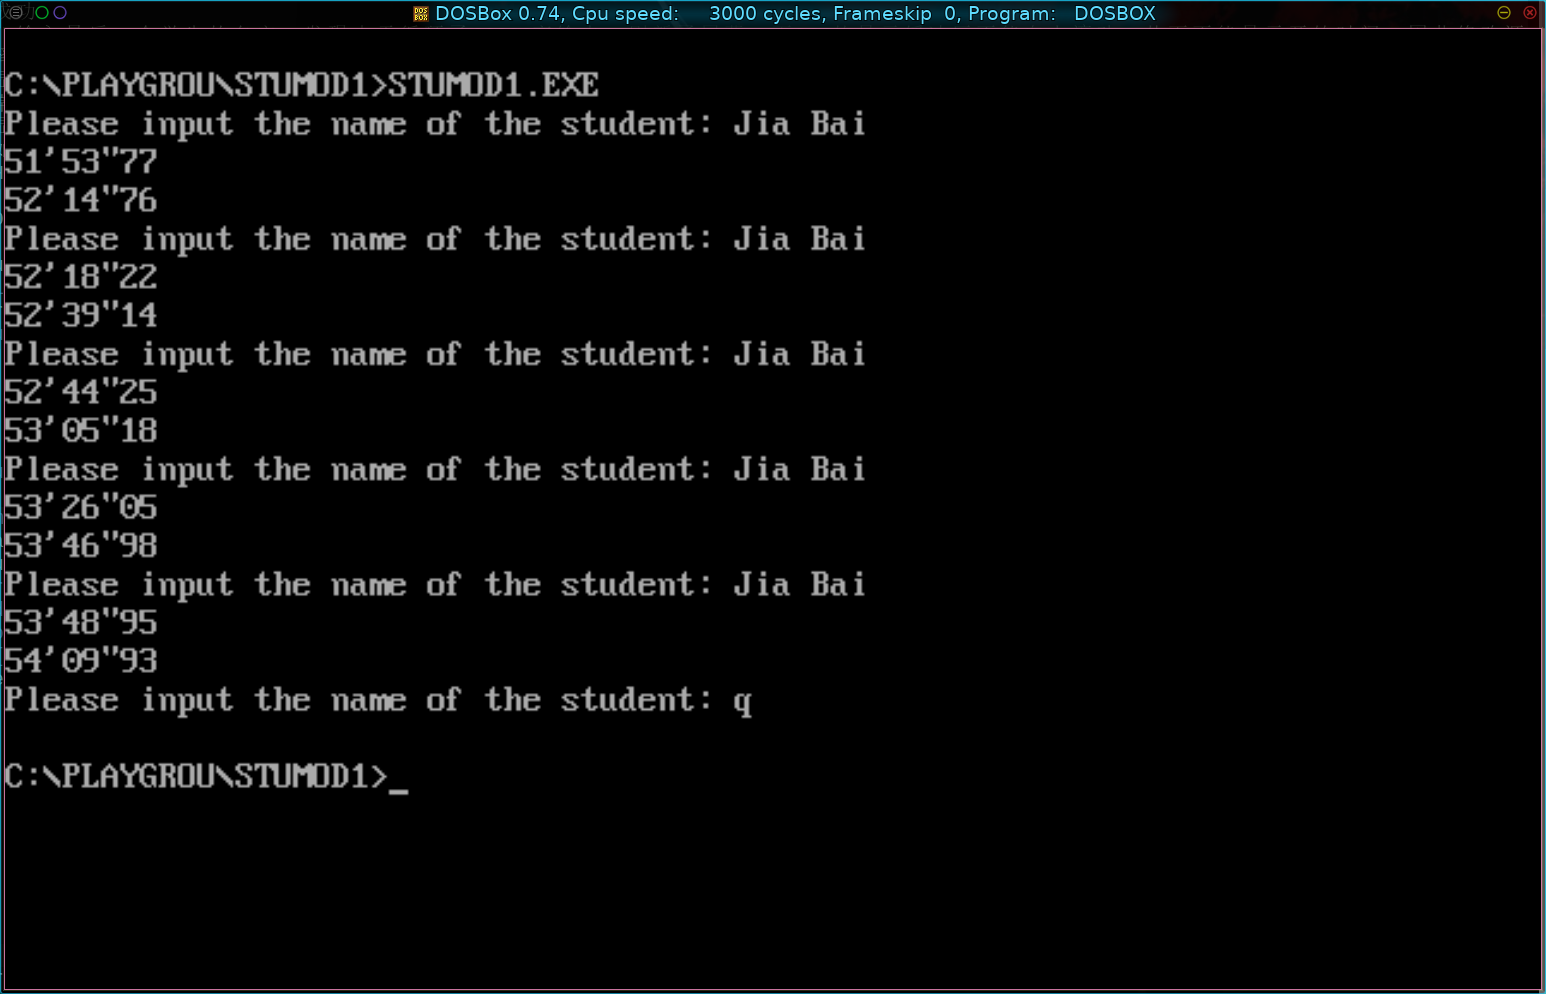 DOSBox 0.74, Cpu speed: 3000 cycles, Frameskip 0, Program: DOSBOX
C:\PLAYGROU\STUMOD1>STUMOD1.EXE
Please input the name of the student: Jia Bai
51'53"77
52'14"76
Please input the name of the student: Jia Bai
52'18"22
52'39"14
Please input the name of the student: Jia Bai
52'44"25
53'05"18
Please input the name of the student: Jia Bai
53'26"05
53'46"98
Please input the name of the student: Jia Bai
53'48"95
54'09"93
Please input the name of the student: q
C:\PLAYGROU\STUMOD1>_